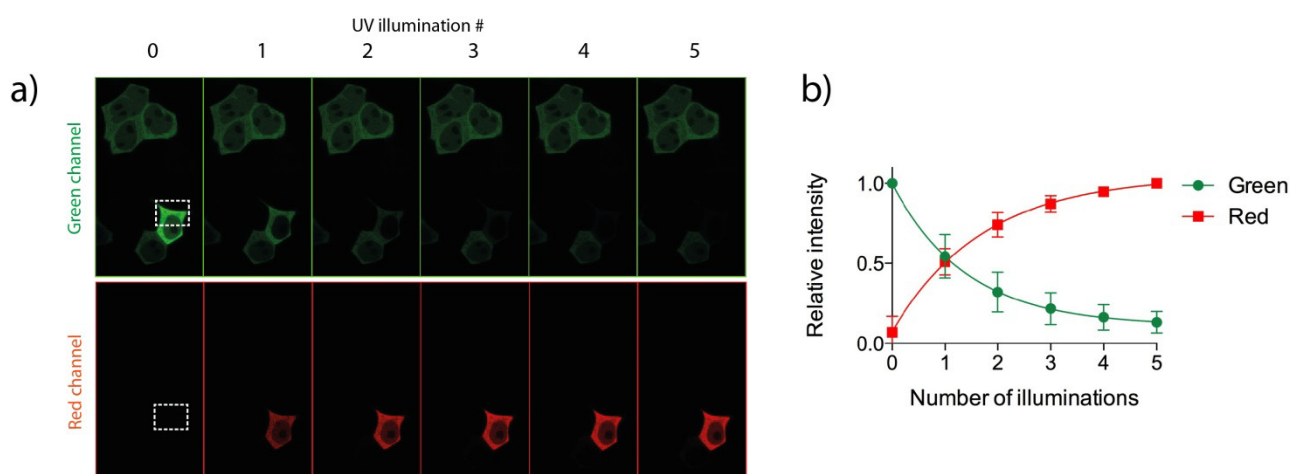 UV illumination #
0 1 2 3 4 5
a)
Green channel
Red channel
b)
Relative intensity
1.0
0.5
0.0
0 1 2 3 4 5
Number of illuminations
Green
Red